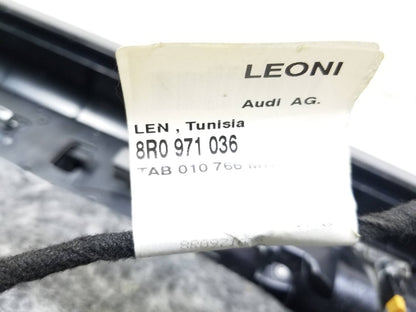 LEONI
Audi AG.
LEN , Tunisia
8R0 971 036
TAB 010 766